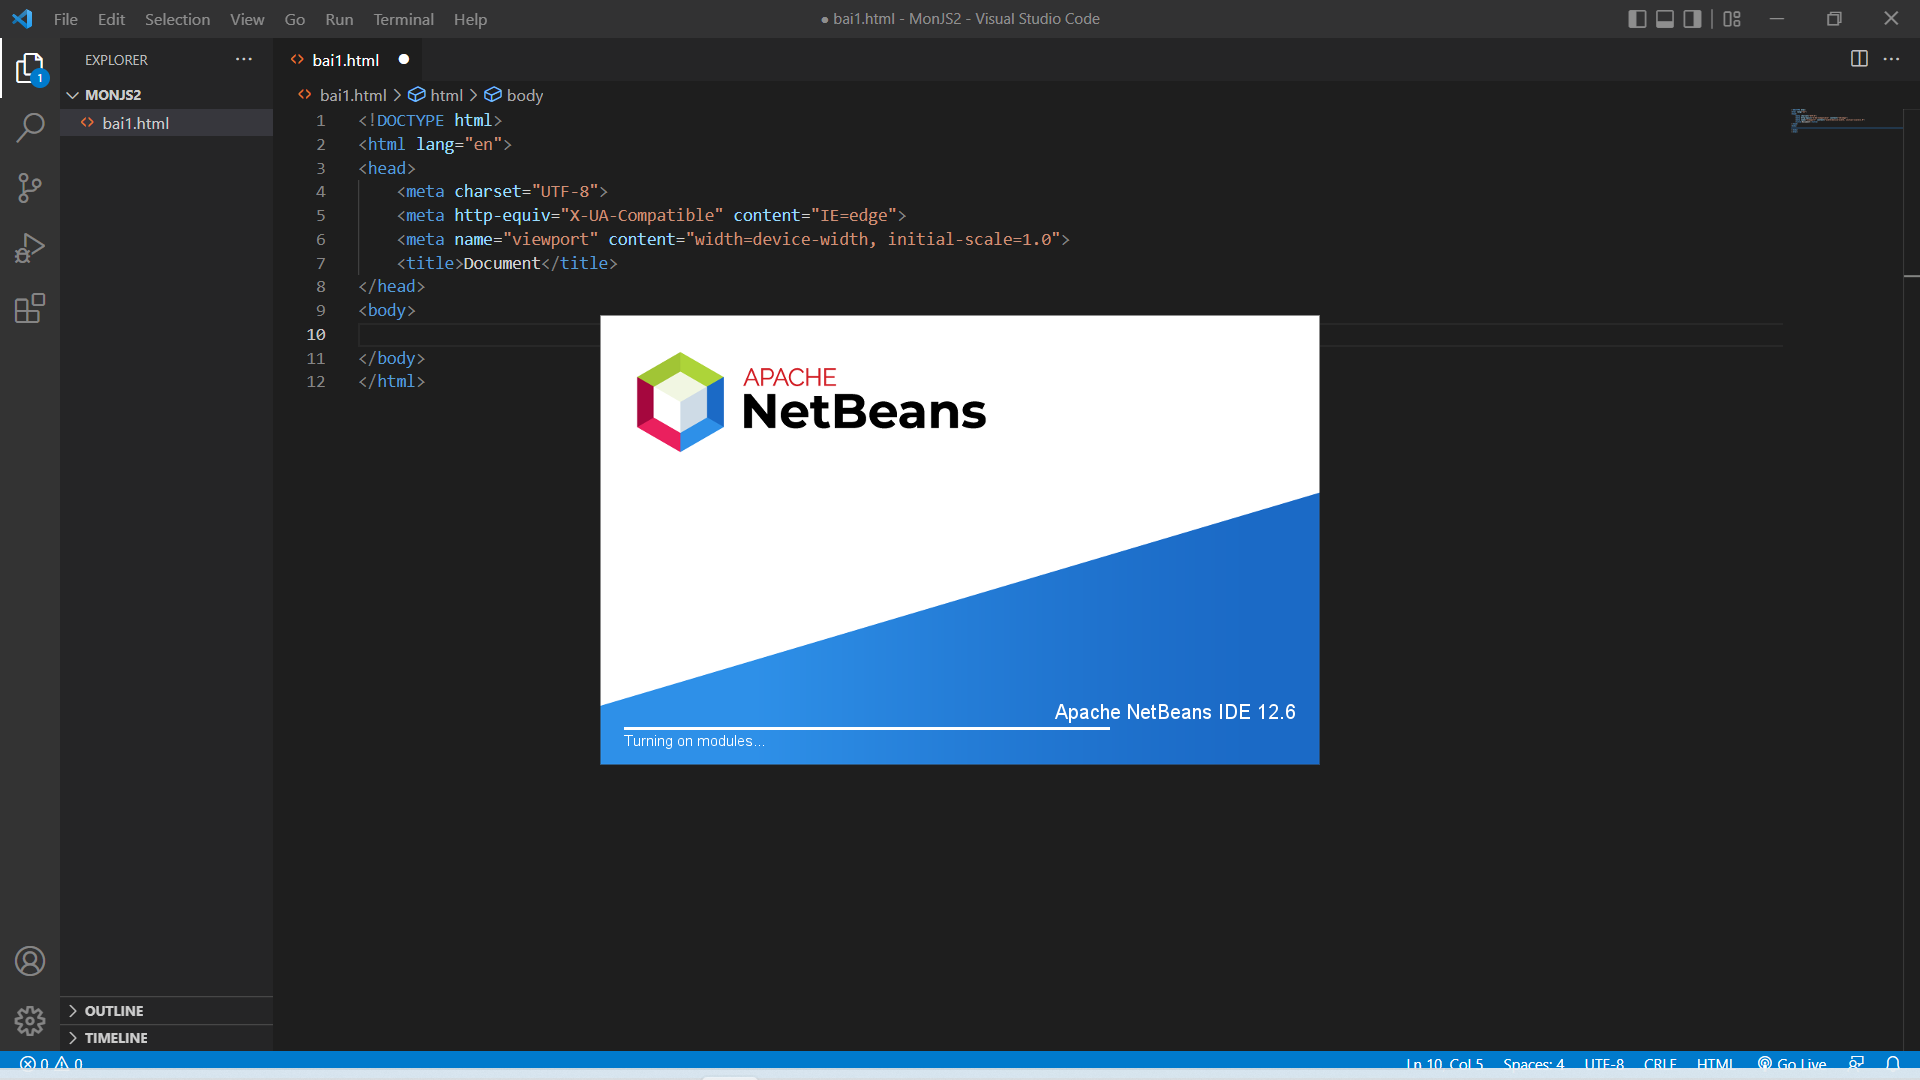 File Edit Selection View Go Run Terminal Help
● bai1.html - MonJS2 - Visual Studio Code
EXPLORER
bai1.html
1
MONJS2
bai1.html > html > body
bai1.html
1 <!DOCTYPE html>
2 <html lang="en">
3 <head>
4 <meta charset="UTF-8">
5 <meta http-equiv="X-UA-Compatible" content="IE=edge">
6 <meta name="viewport" content="width=device-width, initial-scale=1.0">
7 <title>Document</title>
8 </head>
9 <body>
10
11 </body>
12 </html>
APACHE
NetBeans
Apache NetBeans IDE 12.6
Turning on modules...
OUTLINE
TIMELINE
0 0 Ln 10, Col 5 Spaces: 4 UTF-8 CRLF HTML Go Live